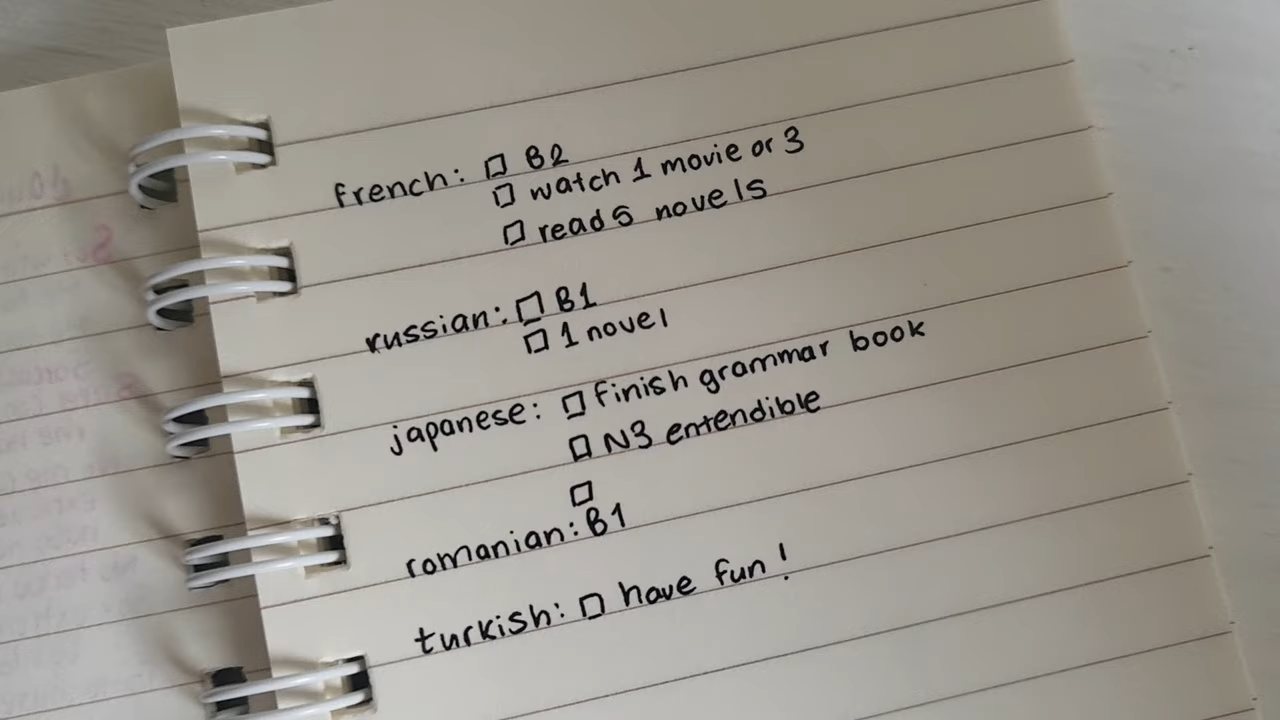 french: □ B2
□ watch 1 movie or 3
□ read 5 novels
russian: □ B1
□ 1 novel
japanese: □ finish grammar book
□ N3 entendible
□
romanian: B1
turkish: □ have fun!